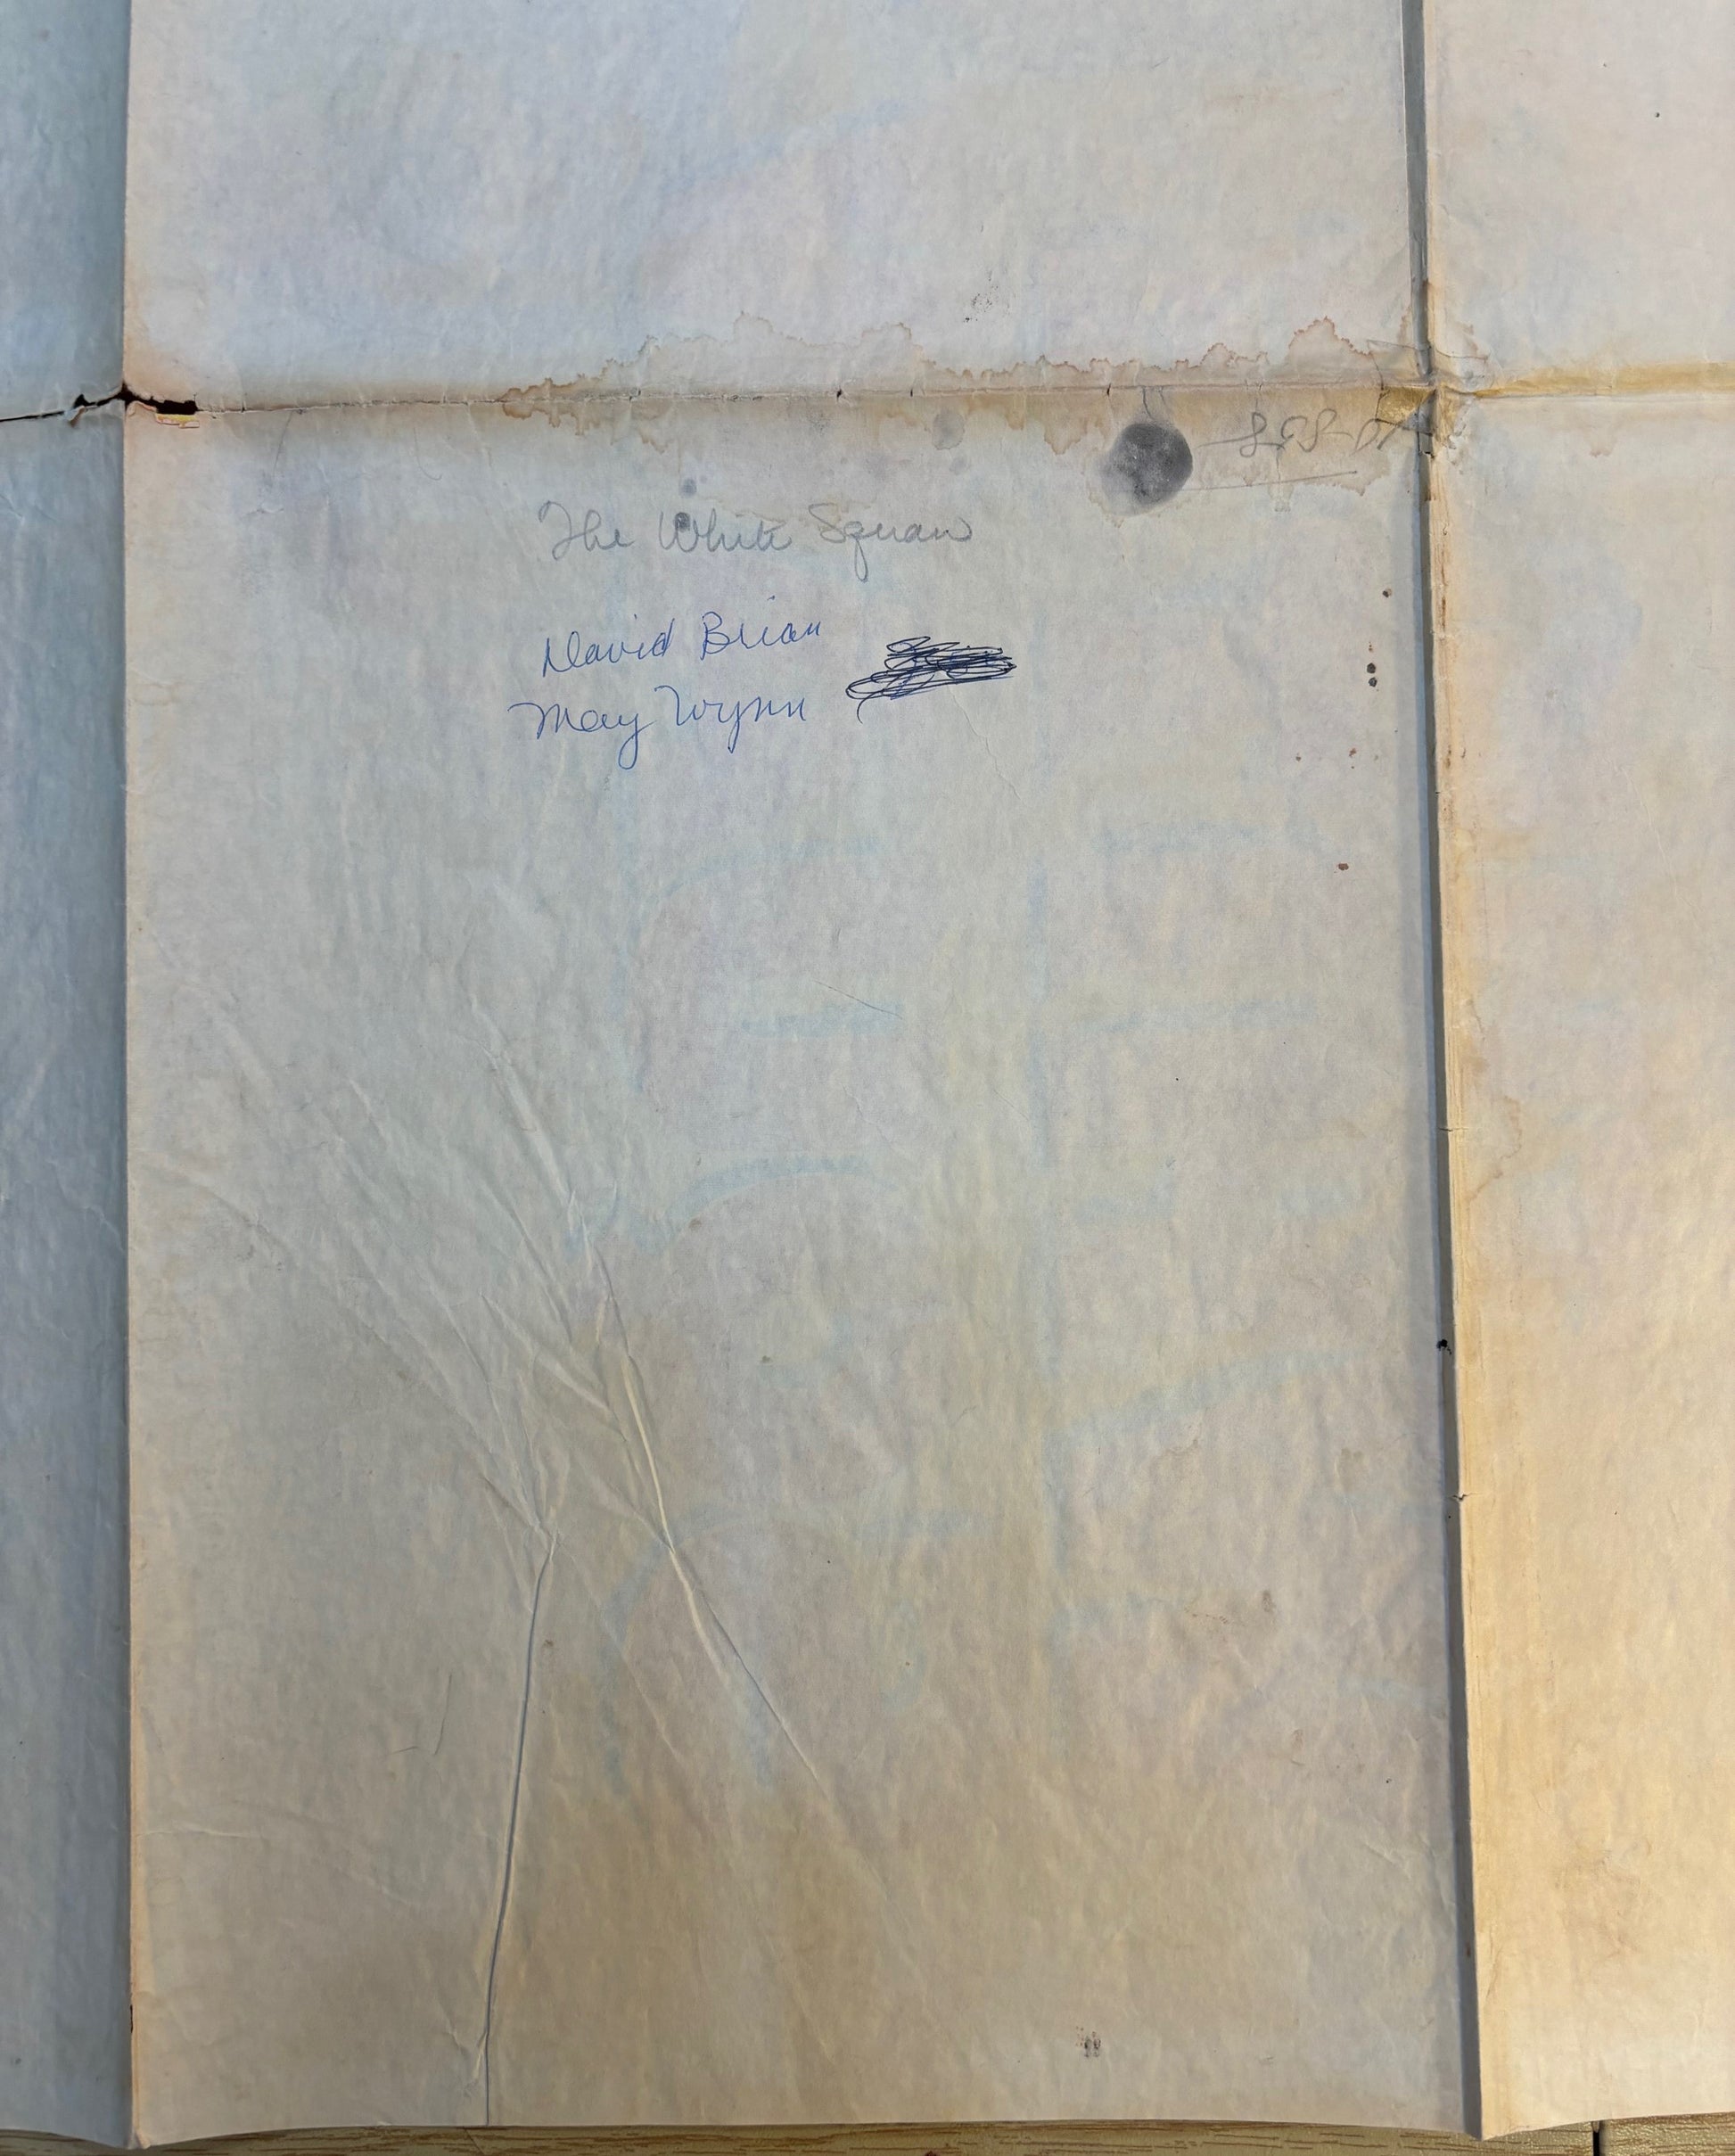 The White Squaw
David Brian
May Wynn